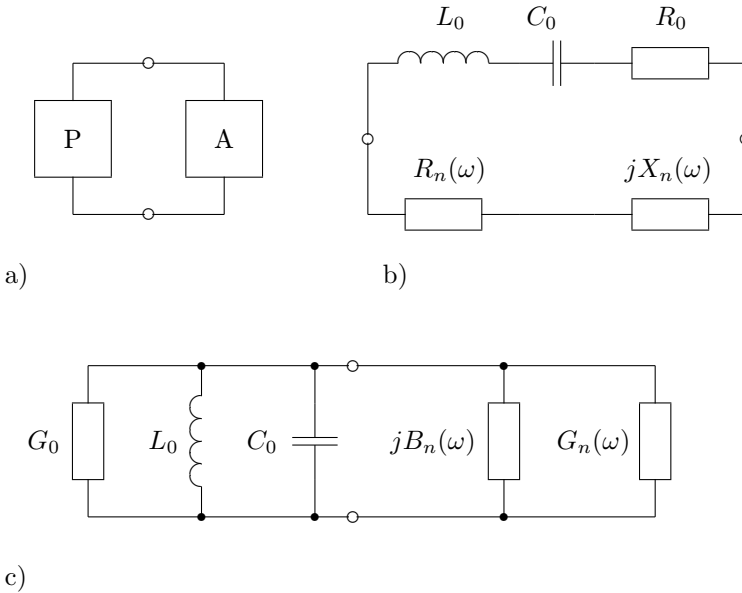 L₀ C₀ R₀
P A
Rₙ(ω) jXₙ(ω)
a) b)
G₀ L₀ C₀ jBₙ(ω) Gₙ(ω)
c)